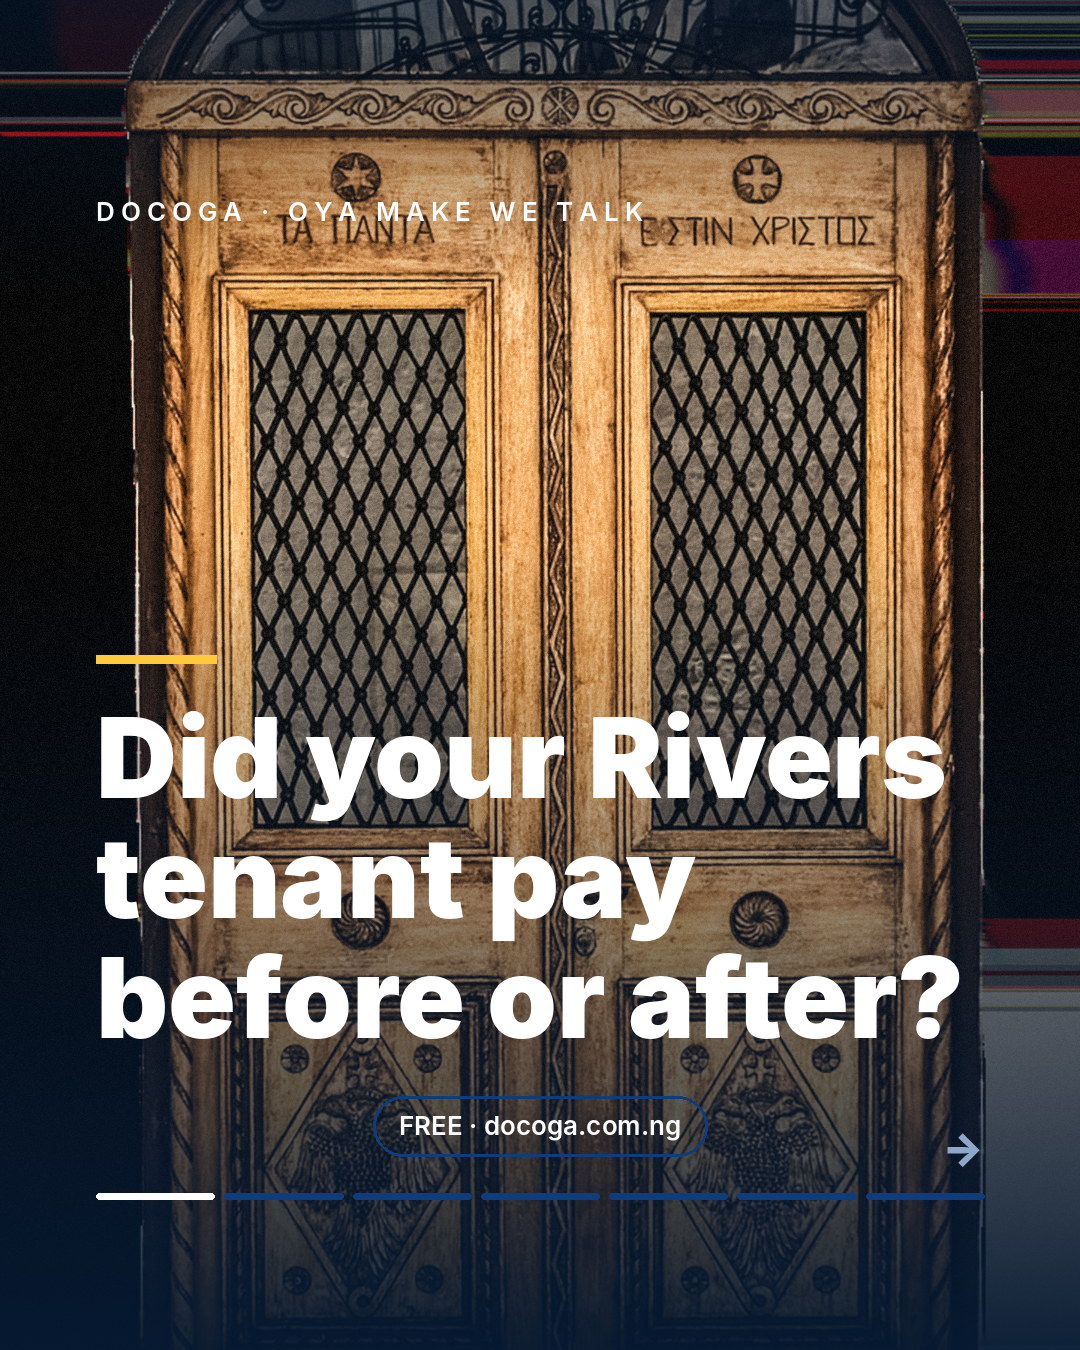 DOCOGA · OYA MAKE WE TALK
ΤΑ ΠΑΝΤΑ
ΕΣΤΙΝ ΧΡΙΣΤΟΣ
Did your Rivers
tenant pay
before or after?
FREE · docoga.com.ng
→